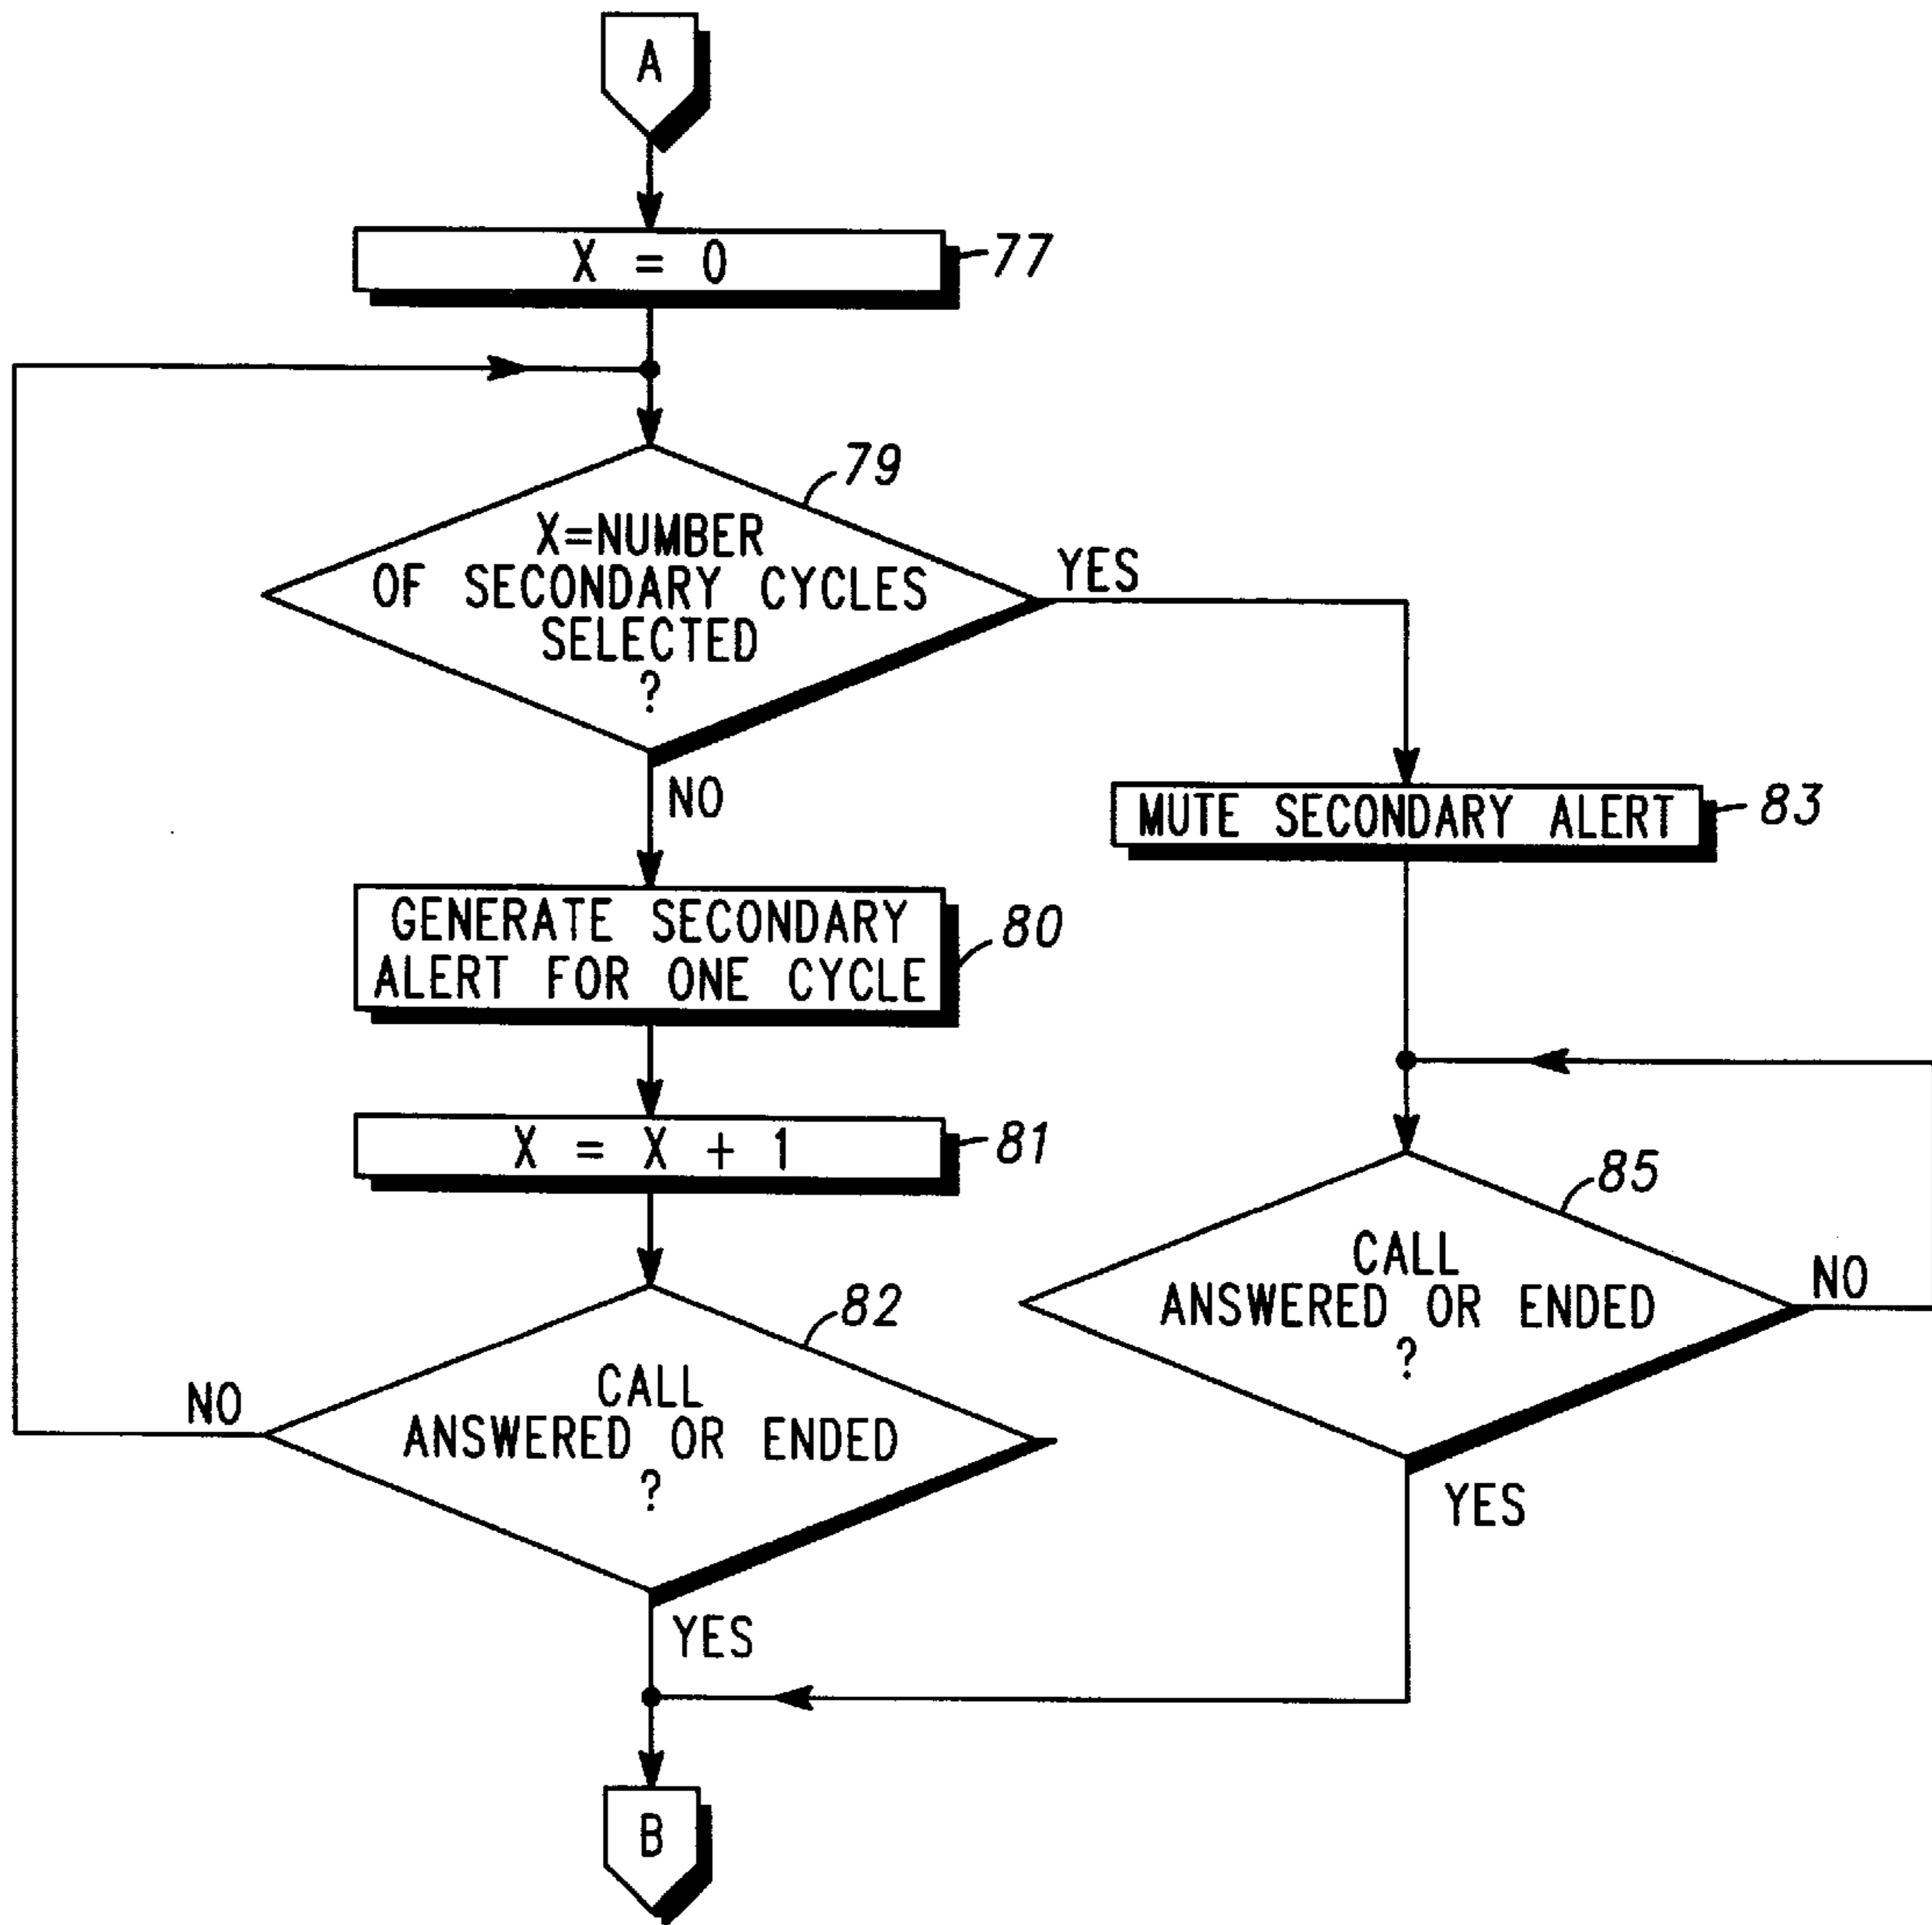 A
X = 0
77
79
X=NUMBER
OF SECONDARY CYCLES
SELECTED
?
YES
NO
MUTE SECONDARY ALERT
83
GENERATE SECONDARY
ALERT FOR ONE CYCLE
80
X = X + 1
81
85
CALL
ANSWERED OR ENDED
?
NO
YES
82
CALL
ANSWERED OR ENDED
?
NO
YES
B